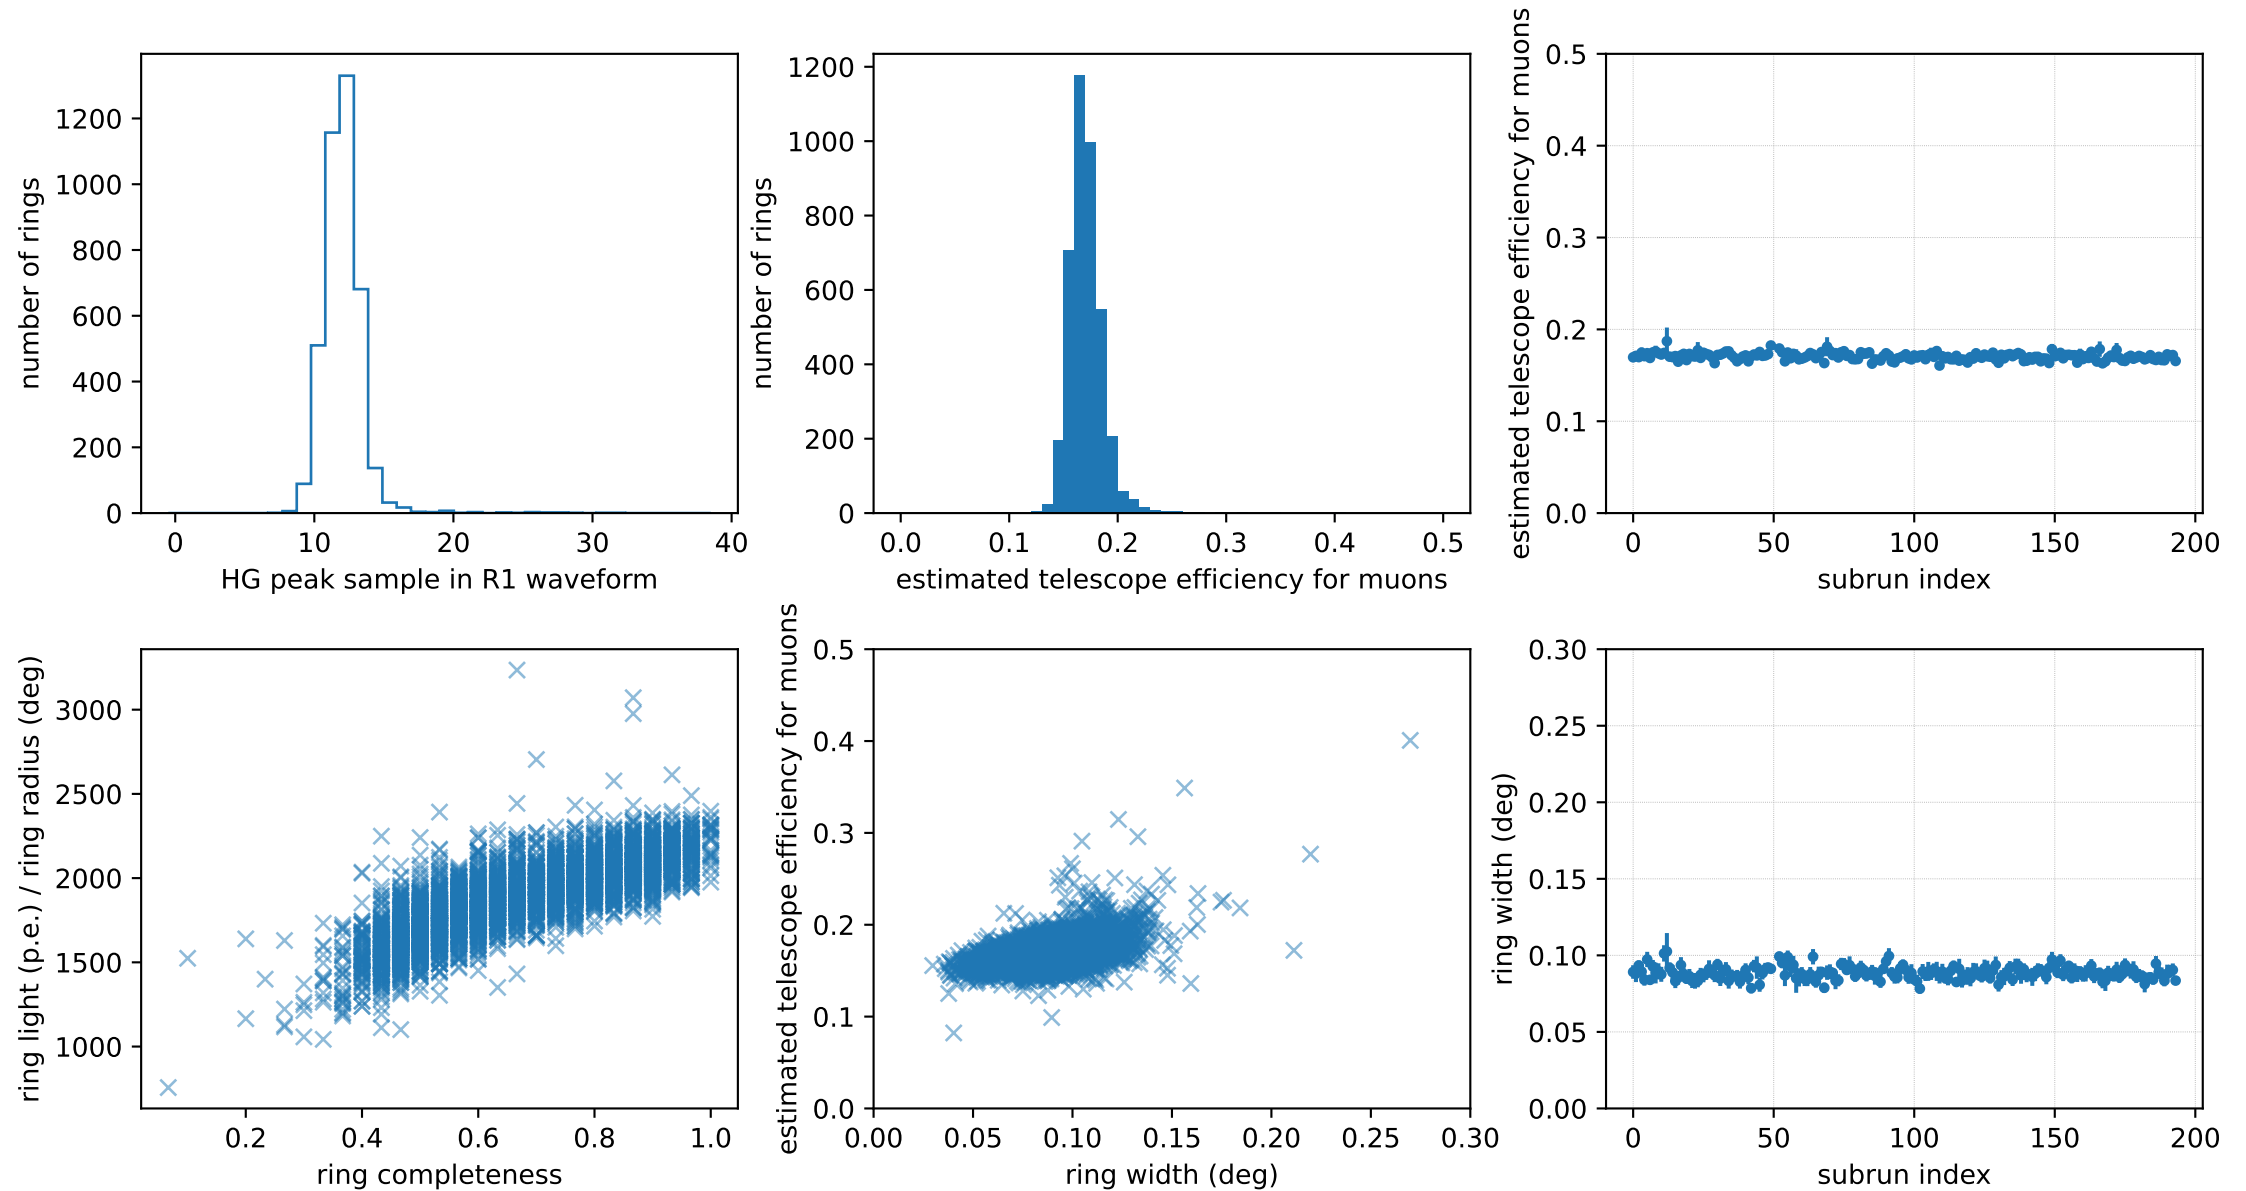 number of rings
1200
1000
800
600
400
200
0
0 10 20 30 40
HG peak sample in R1 waveform
number of rings
1200
1000
800
600
400
200
0
0.0 0.1 0.2 0.3 0.4 0.5
estimated telescope efficiency for muons
estimated telescope efficiency for muons
0.5
0.4
0.3
0.2
0.1
0.0
0 50 100 150 200
subrun index
ring light (p.e.) / ring radius (deg)
3000
2500
2000
1500
1000
0.2 0.4 0.6 0.8 1.0
ring completeness
estimated telescope efficiency for muons
0.5
0.4
0.3
0.2
0.1
0.0
0.00 0.05 0.10 0.15 0.20 0.25 0.30
ring width (deg)
ring width (deg)
0.30
0.25
0.20
0.15
0.10
0.05
0.00
0 50 100 150 200
subrun index